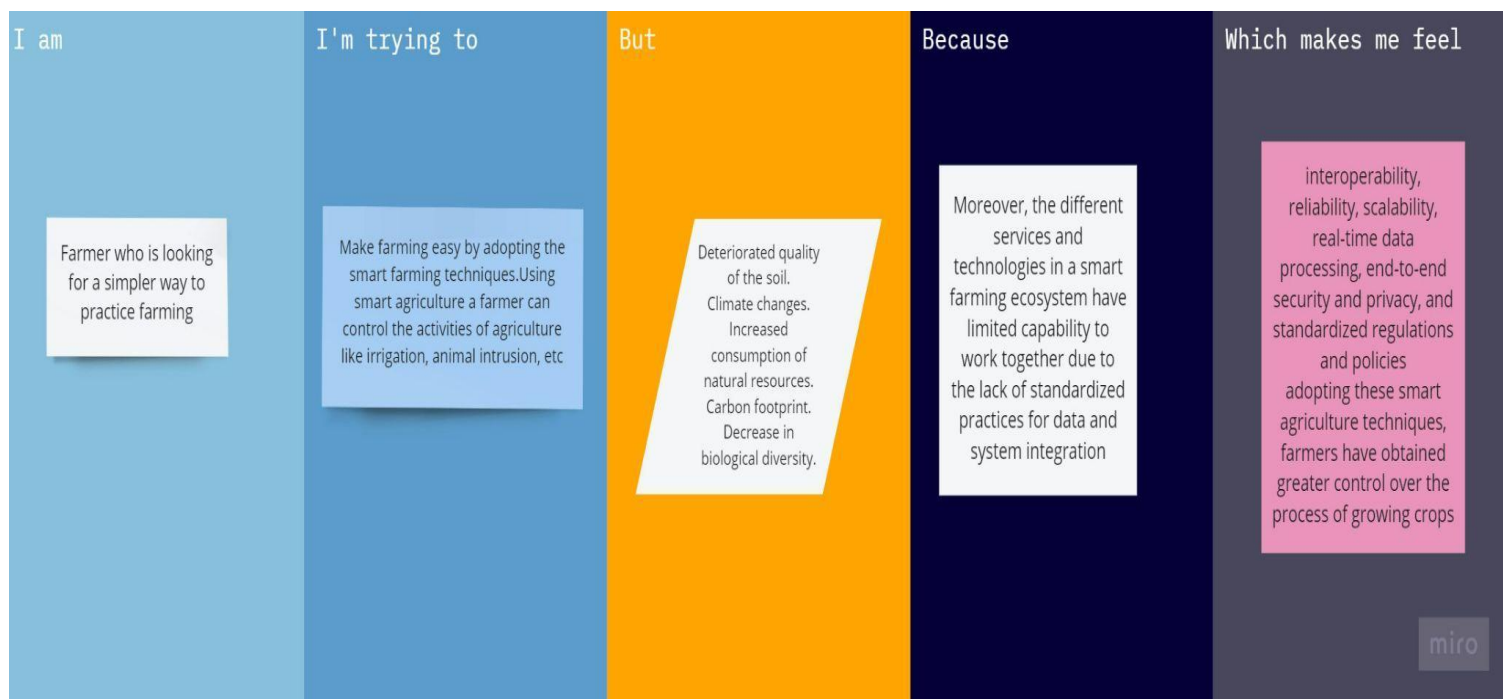 I am
Farmer who is looking
for a simpler way to
practice farming
I'm trying to
Make farming easy by adopting the
smart farming techniques.Using
smart agriculture a farmer can
control the activities of agriculture
like irrigation, animal intrusion, etc
But
Deteriorated quality
of the soil.
Climate changes.
Increased
consumption of
natural resources.
Carbon footprint.
Decrease in
biological diversity.
Because
Moreover, the different
services and
technologies in a smart
farming ecosystem have
limited capability to
work together due to
the lack of standardized
practices for data and
system integration
Which makes me feel
interoperability,
reliability, scalability,
real-time data
processing, end-to-end
security and privacy, and
standardized regulations
and policies
adopting these smart
agriculture techniques,
farmers have obtained
greater control over the
process of growing crops
miro